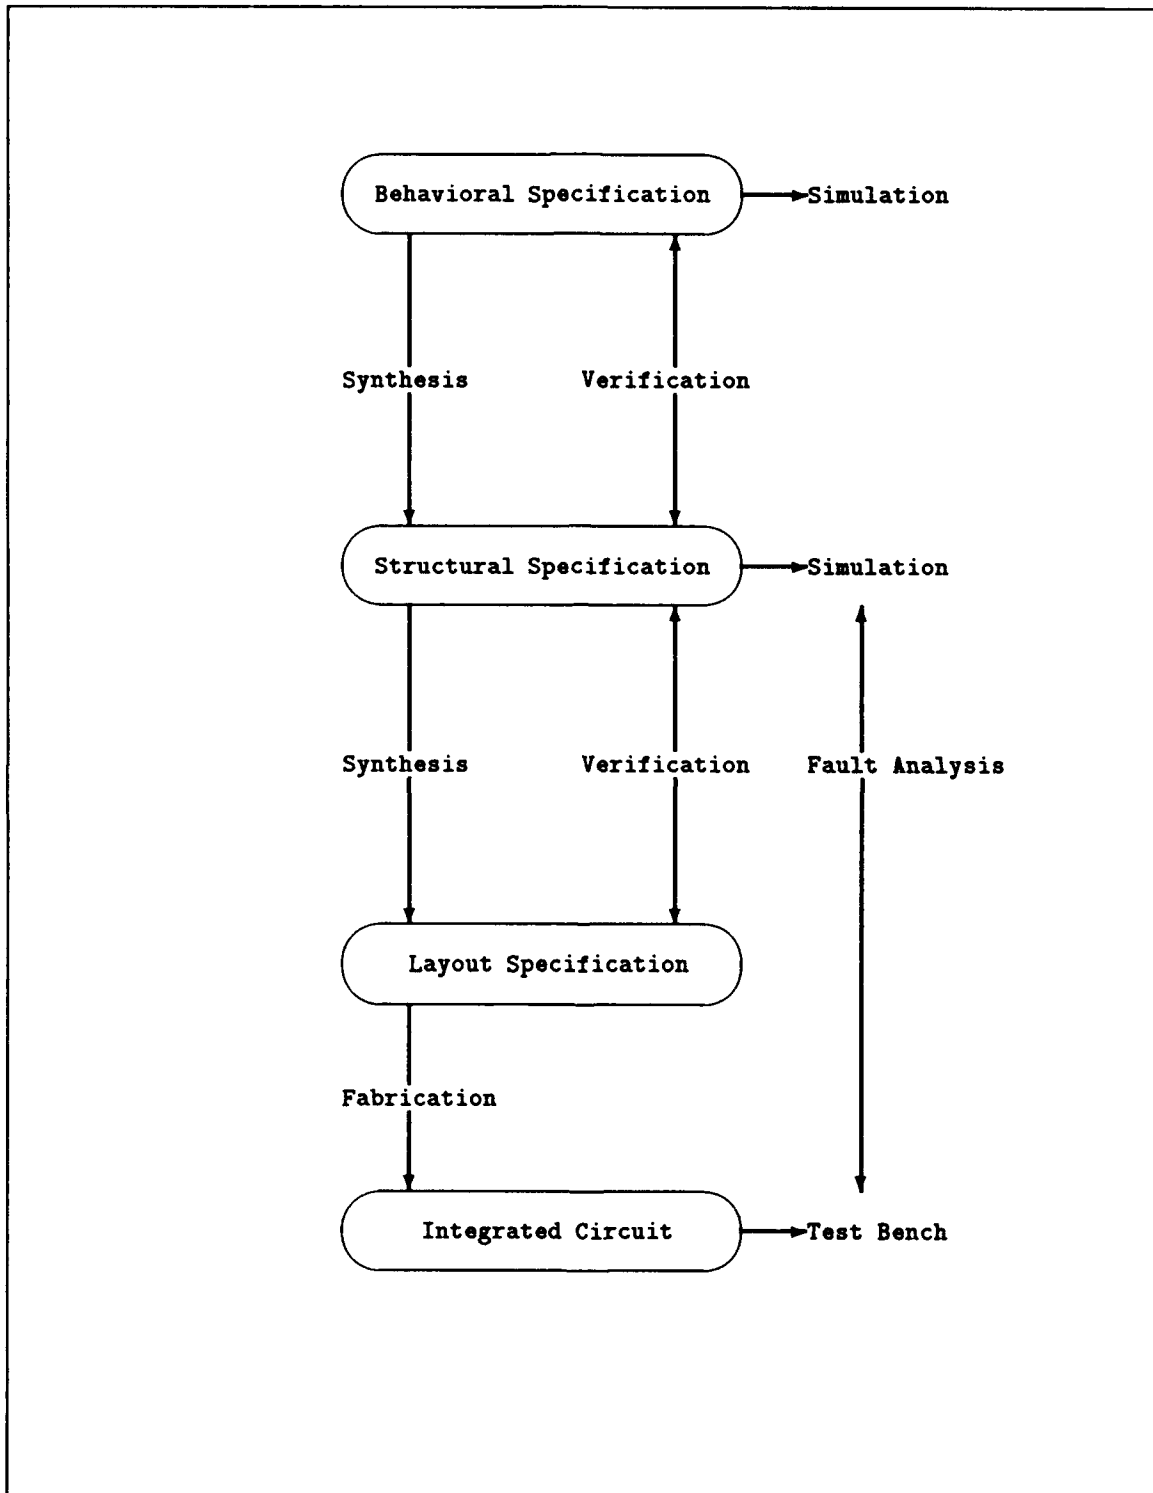 Behavioral Specification
Simulation
Synthesis
Verification
Structural Specification
Simulation
Synthesis
Verification
Fault Analysis
Layout Specification
Fabrication
Integrated Circuit
Test Bench